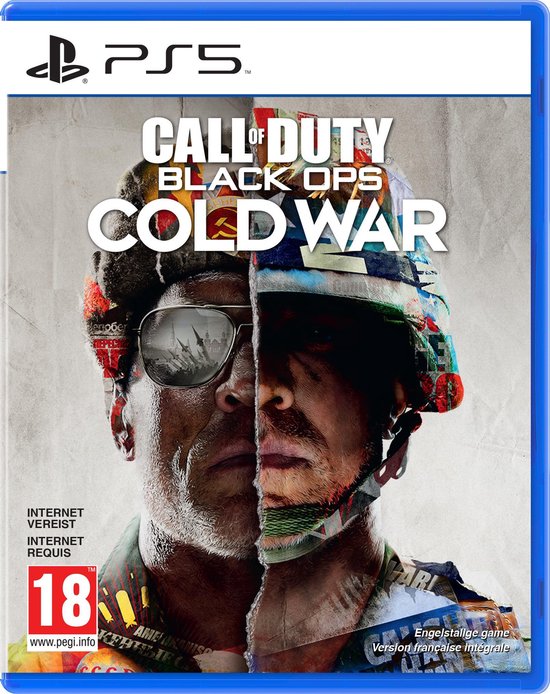 PS5
CALL OF DUTY
BLACK OPS
COLD WAR
INTERNET
VEREIST
INTERNET
REQUIS
18
www.pegi.info
Engelstalige game
Version française intégrale